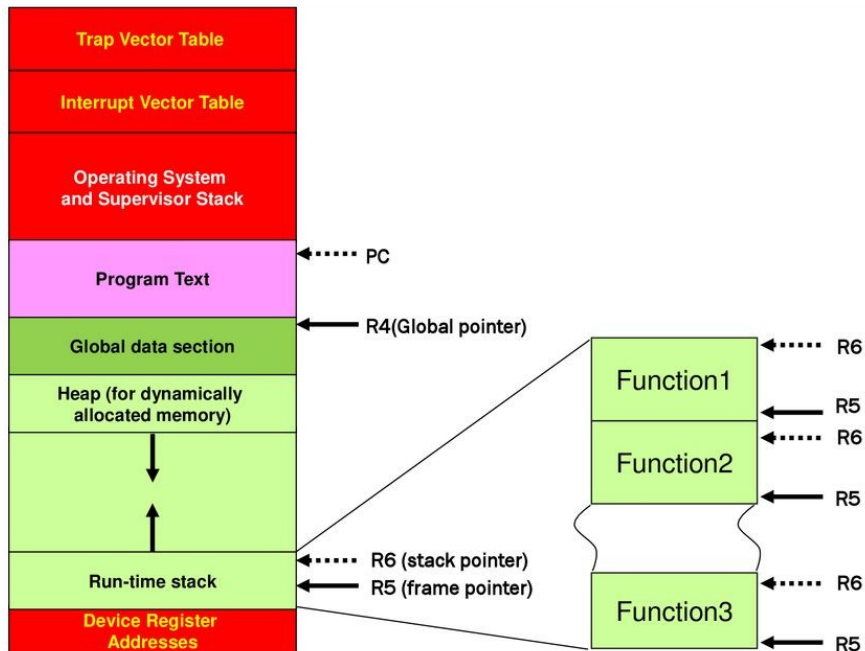 Trap Vector Table
Interrupt Vector Table
Operating System
and Supervisor Stack
Program Text
PC
R4(Global pointer)
Global data section
Heap (for dynamically
allocated memory)
R6 (stack pointer)
Run-time stack
R5 (frame pointer)
Device Register
Addresses
Function1
R6
R5
Function2
R6
R5
Function3
R6
R5